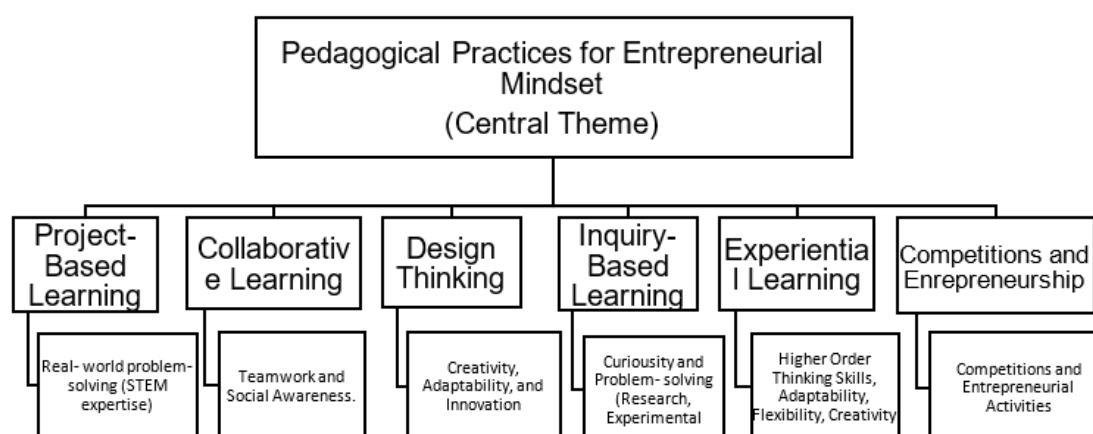 Pedagogical Practices for Entrepreneurial
Mindset
(Central Theme)
Project-
Based
Learning
Collaborativ
e Learning
Design
Thinking
Inquiry-
Based
Learning
Experientia
l Learning
Competitions and
Enrepreneurship
Real- world problem-
solving (STEM
expertise)
Teamwork and
Social Awareness.
Creativity,
Adaptability, and
Innovation
Curiousity and
Problem- solving
(Research,
Experimental
Higher Order
Thinking Skills,
Adaptability,
Flexibility, Creativity
Competitions and
Entrepreneurial
Activities